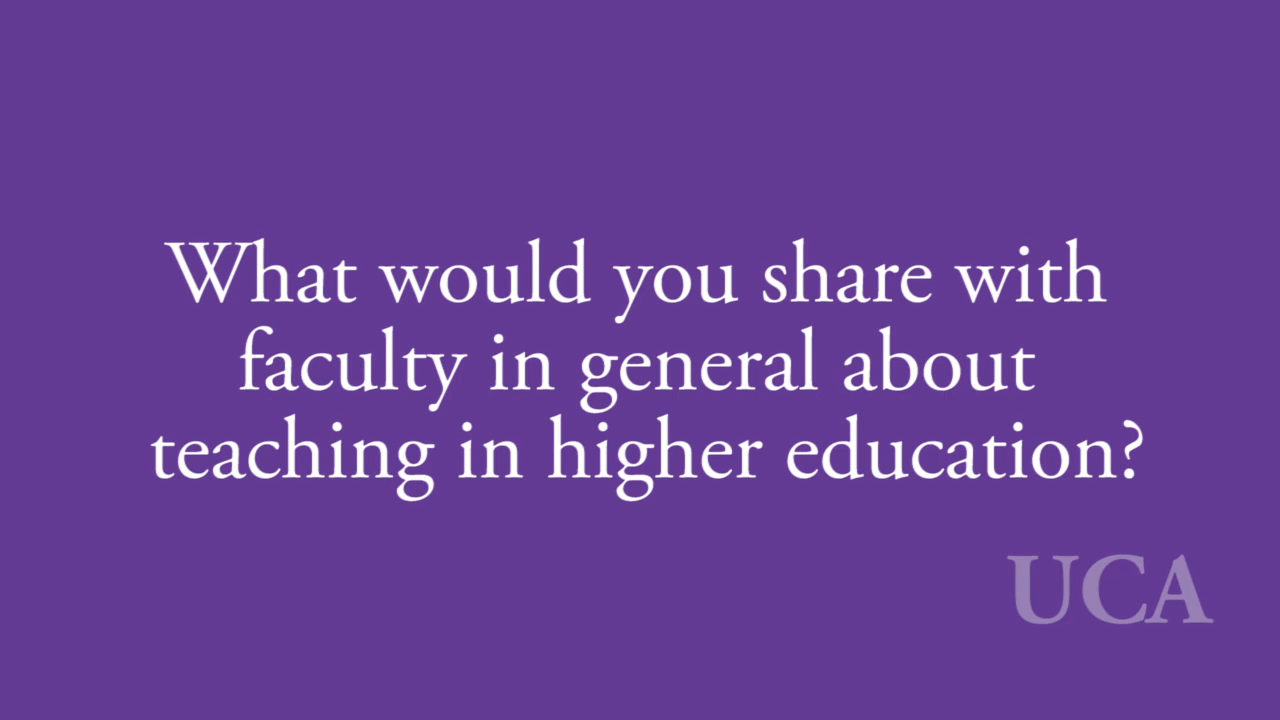 What would you share with
faculty in general about
teaching in higher education?
UCA